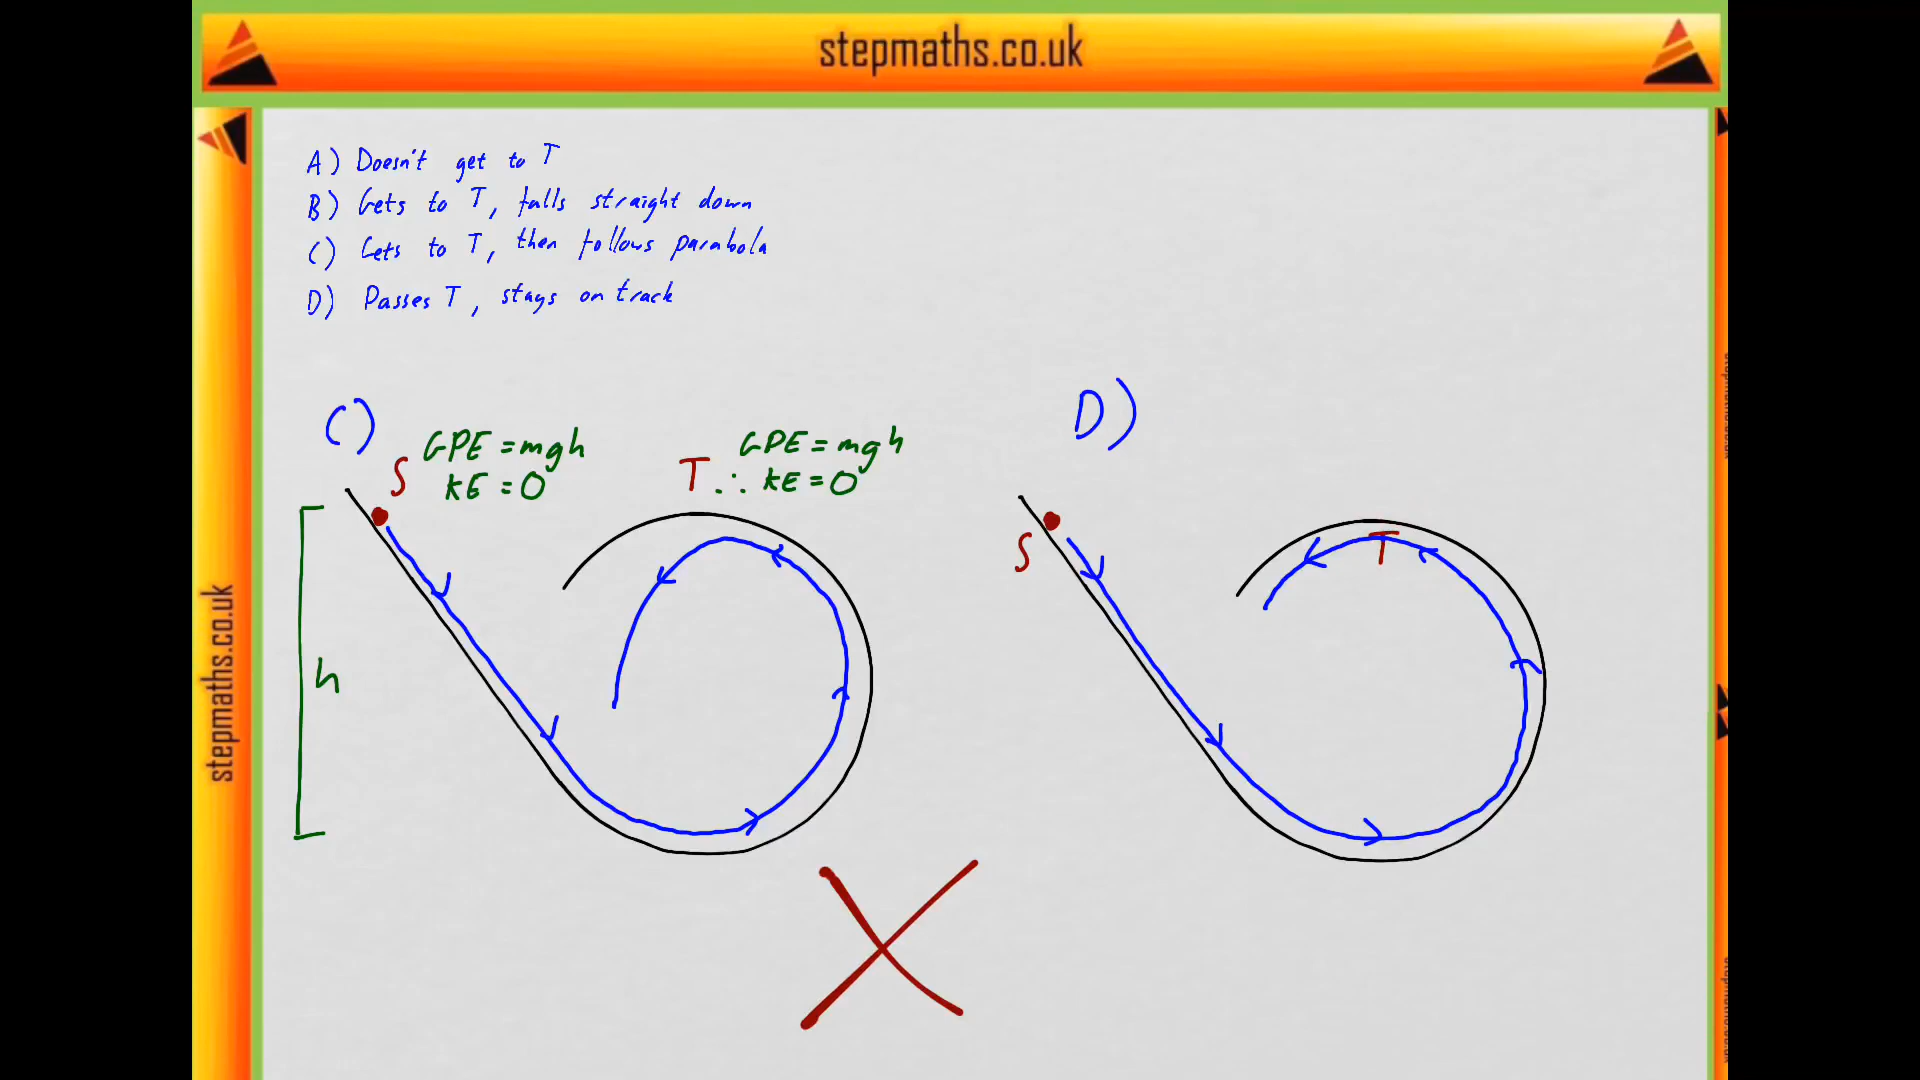 stepmaths.co.uk
A) Doesn't get to T
B) Gets to T, falls straight down
C) Gets to T, then follows parabola
D) Passes T, stays on track
C)
S GPE = mgh
KE = 0
T GPE = mgh
∴ KE = 0
h
D)
S
T
stepmaths.co.uk